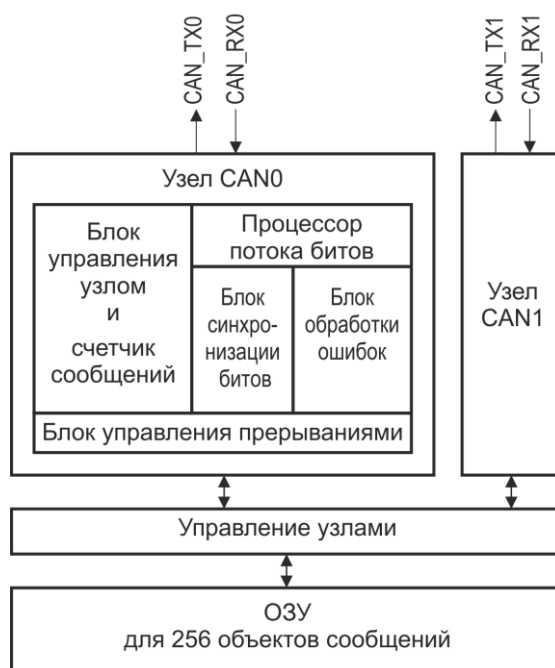 CAN_TX0
CAN_RX0
CAN_TX1
CAN_RX1
Узел CAN0
Блок
управления
узлом
и
счетчик
сообщений
Процессор
потока битов
Блок
синхро-
низации
битов
Блок
обработки
ошибок
Блок управления прерываниями
Узел
CAN1
Управление узлами
ОЗУ
для 256 объектов сообщений